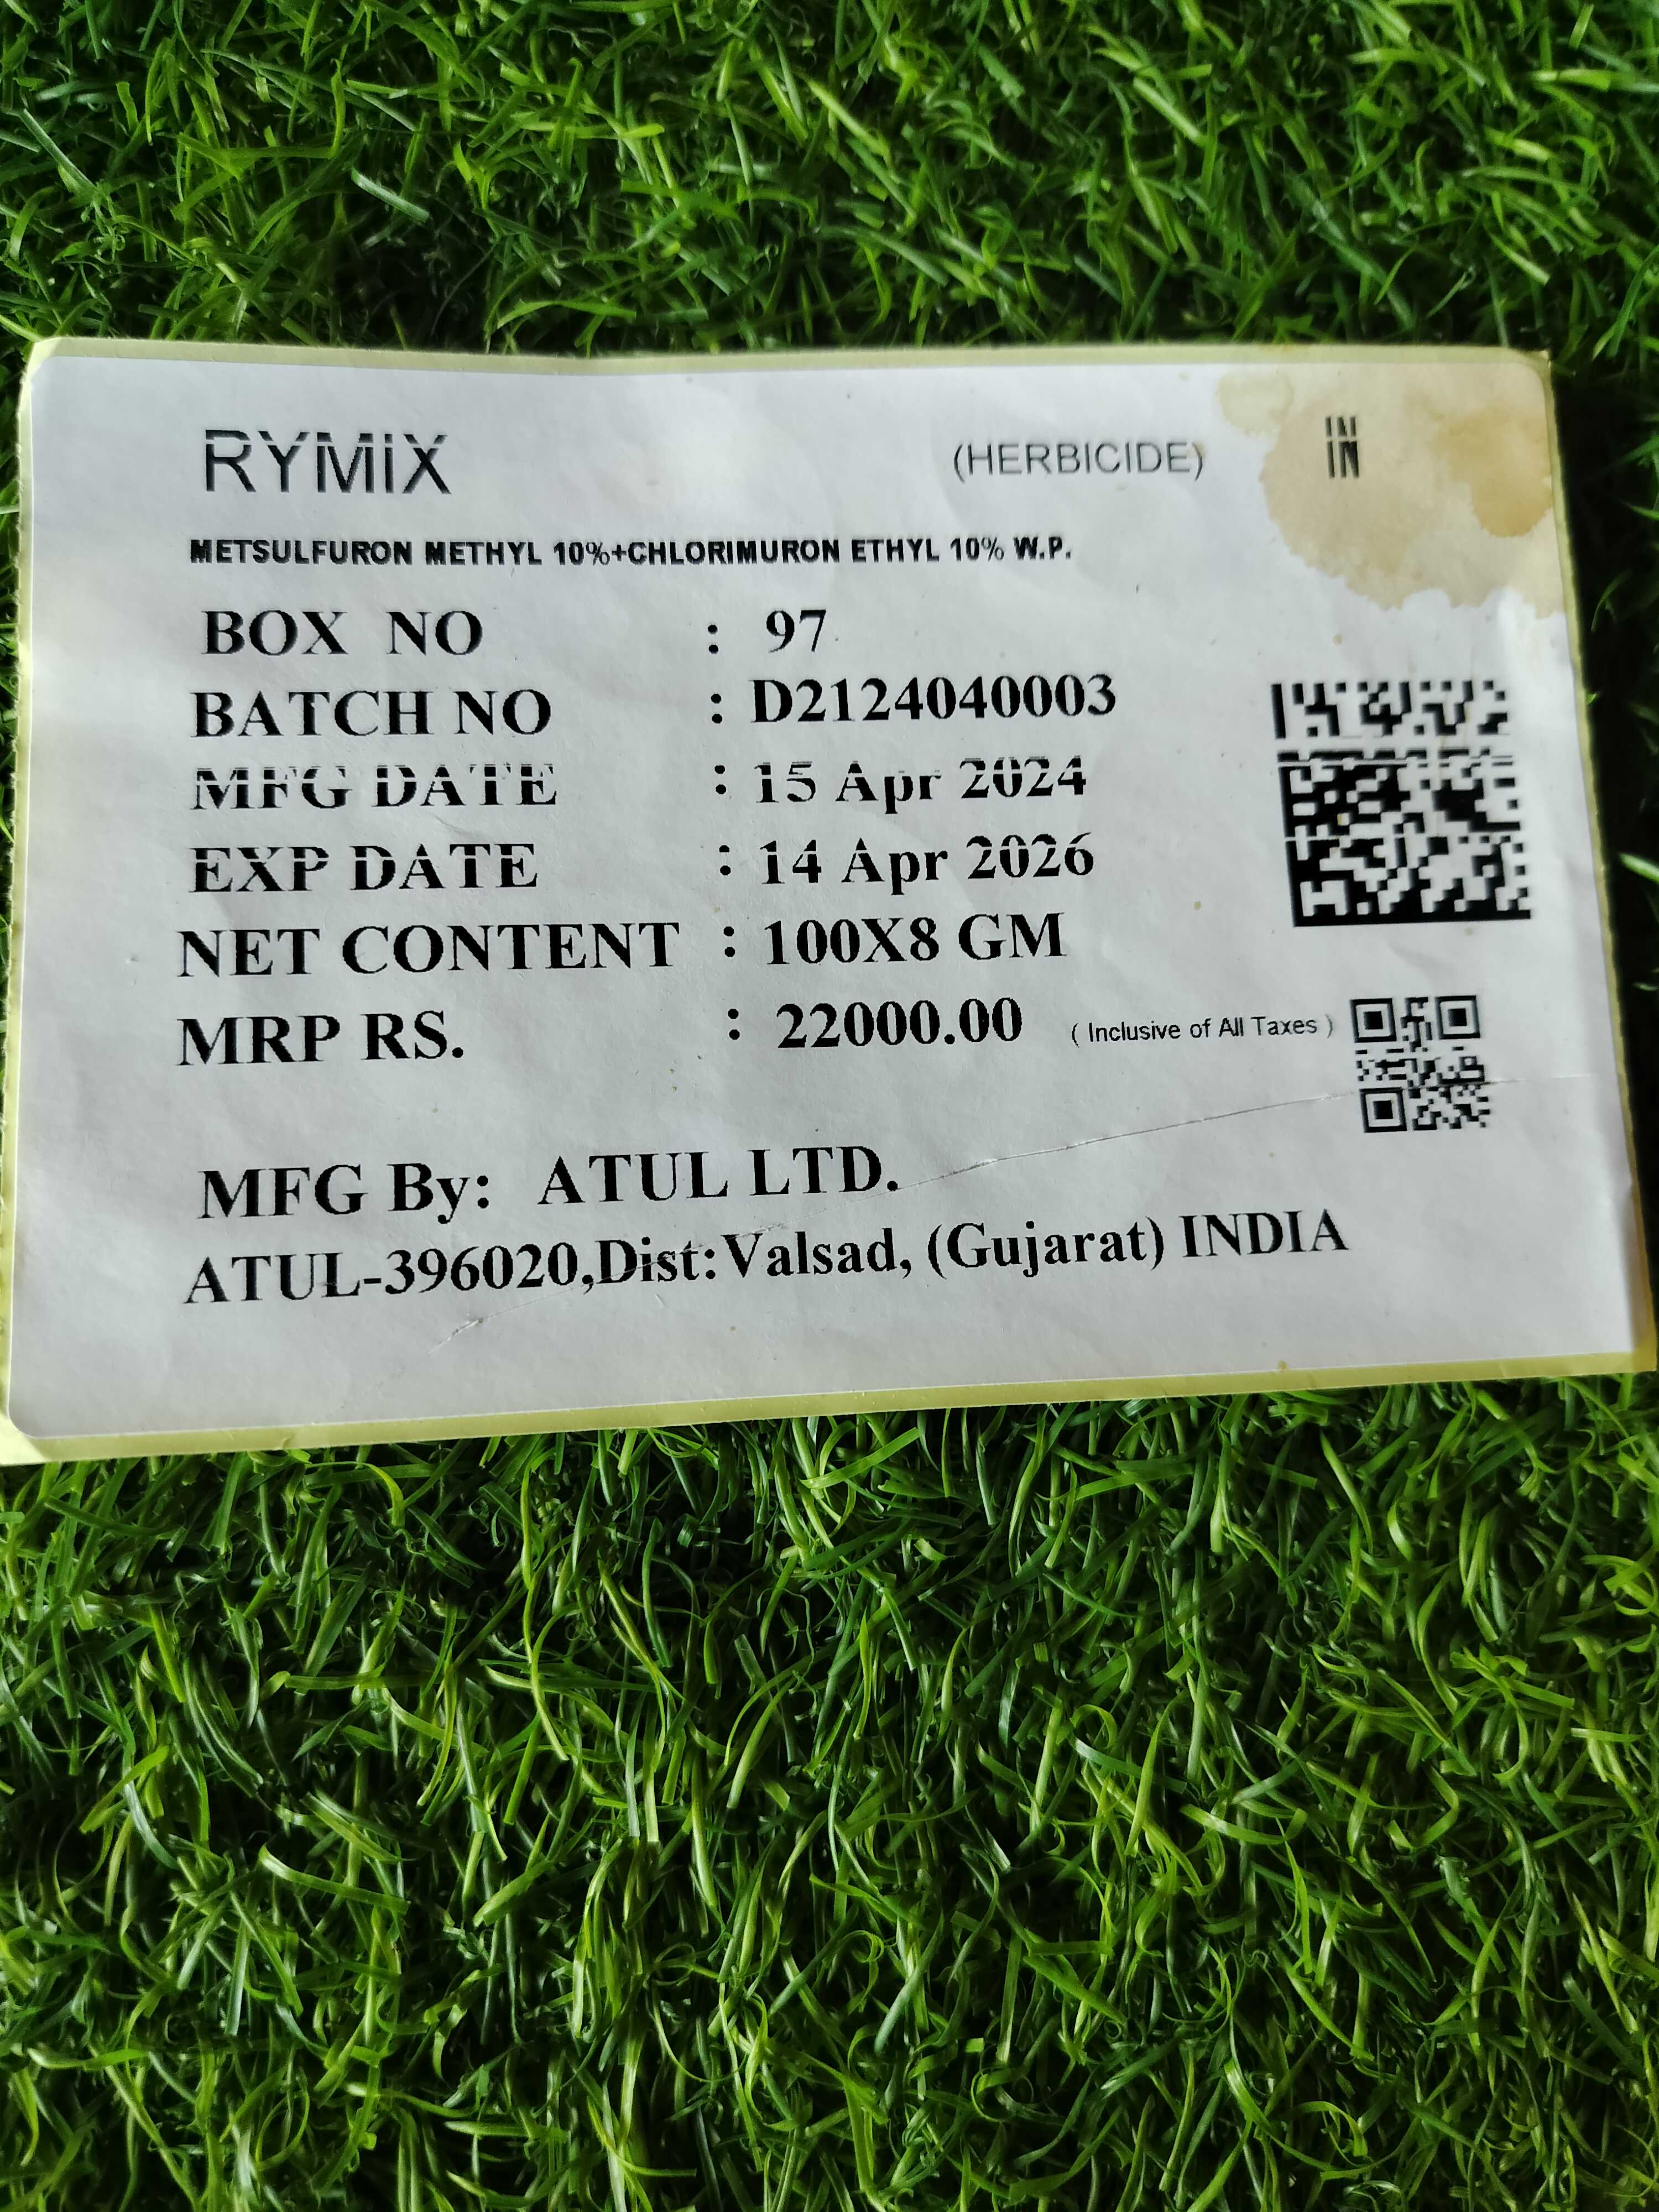 RYMIX (HERBICIDE) IN
METSULFURON METHYL 10%+CHLORIMURON ETHYL 10% W.P.
BOX NO : 97
BATCH NO : D2124040003
MFG DATE : 15 Apr 2024
EXP DATE : 14 Apr 2026
NET CONTENT : 100X8 GM
MRP RS. : 22000.00 ( Inclusive of All Taxes )
MFG By: ATUL LTD.
ATUL-396020,Dist:Valsad, (Gujarat) INDIA